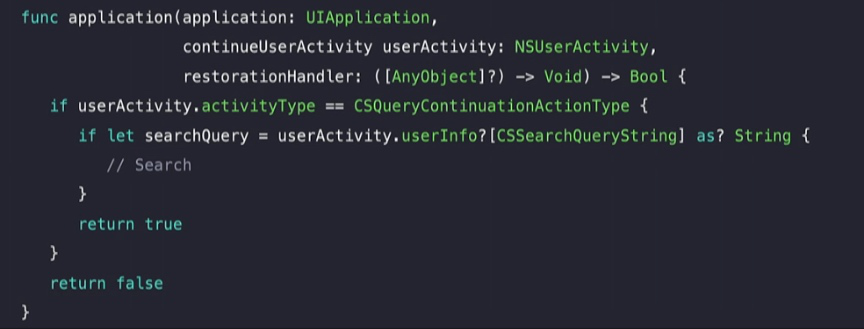 func application(application: UIApplication,
continueUserActivity userActivity: NSUserActivity,
restorationHandler: ([AnyObject]?) -> Void) -> Bool {
if userActivity.activityType == CSQueryContinuationActionType {
if let searchQuery = userActivity.userInfo?[CSSearchQueryString] as? String {
// Search
}
return true
}
return false
}